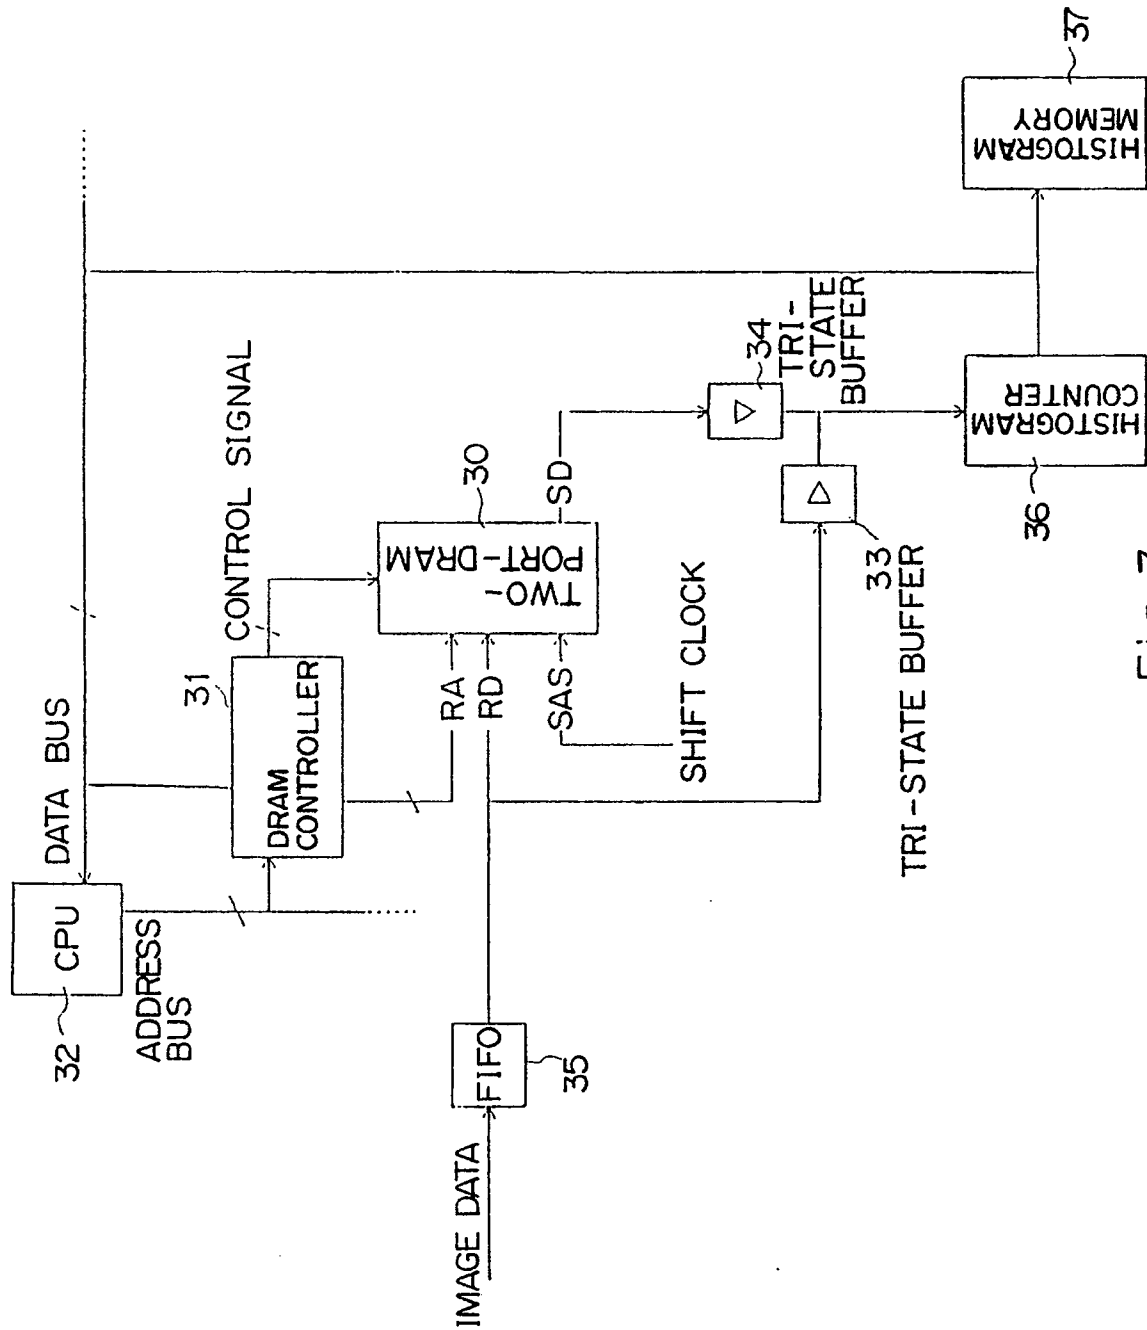 32
CPU
DATA BUS
ADDRESS
BUS
31
DRAM
CONTROLLER
CONTROL SIGNAL
30
TWO-
PORT-DRAM
RA
RD
SAS
SD
SHIFT CLOCK
IMAGE DATA
FIFO
35
34
TRI-
STATE
BUFFER
33
TRI-STATE BUFFER
36
HISTOGRAM
COUNTER
37
HISTOGRAM
MEMORY